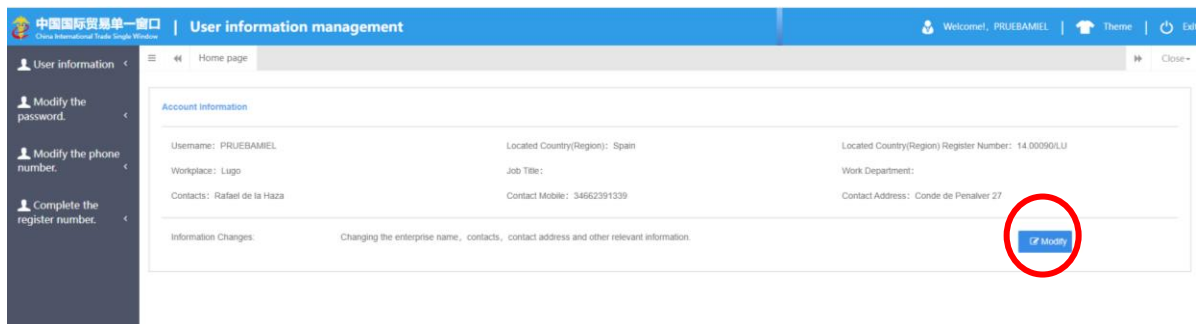 中国国际贸易单一窗口 | User information management
China International Trade Single Window
Welcome!, PRUEBAMIEL | Theme | Exit
User information
Home page
Close
Modify the
password.
Modify the phone
number.
Complete the
register number.
Account Information
Username: PRUEBAMIEL Located Country(Region): Spain Located Country(Region) Register Number: 14.00090/LU
Workplace: Lugo Job Title: Work Department:
Contacts: Rafael de la Haza Contact Mobile: 34662391339 Contact Address: Conde de Penalver 27
Information Changes: Changing the enterprise name, contacts, contact address and other relevant information. Modify